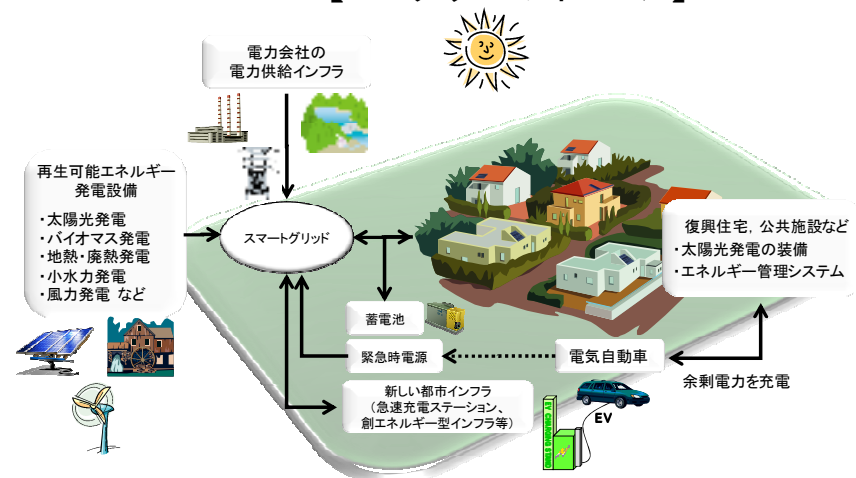 電力会社の
電力供給インフラ
再生可能エネルギー
発電設備
・太陽光発電
・バイオマス発電
・地熱・廃熱発電
・小水力発電
・風力発電 など
スマートグリッド
復興住宅，公共施設など
・太陽光発電の装備
・エネルギー管理システム
蓄電池
緊急時電源
電気自動車
余剰電力を充電
新しい都市インフラ
（急速充電ステーション、
創エネルギー型インフラ等）
EV
EV CHARGING STAND